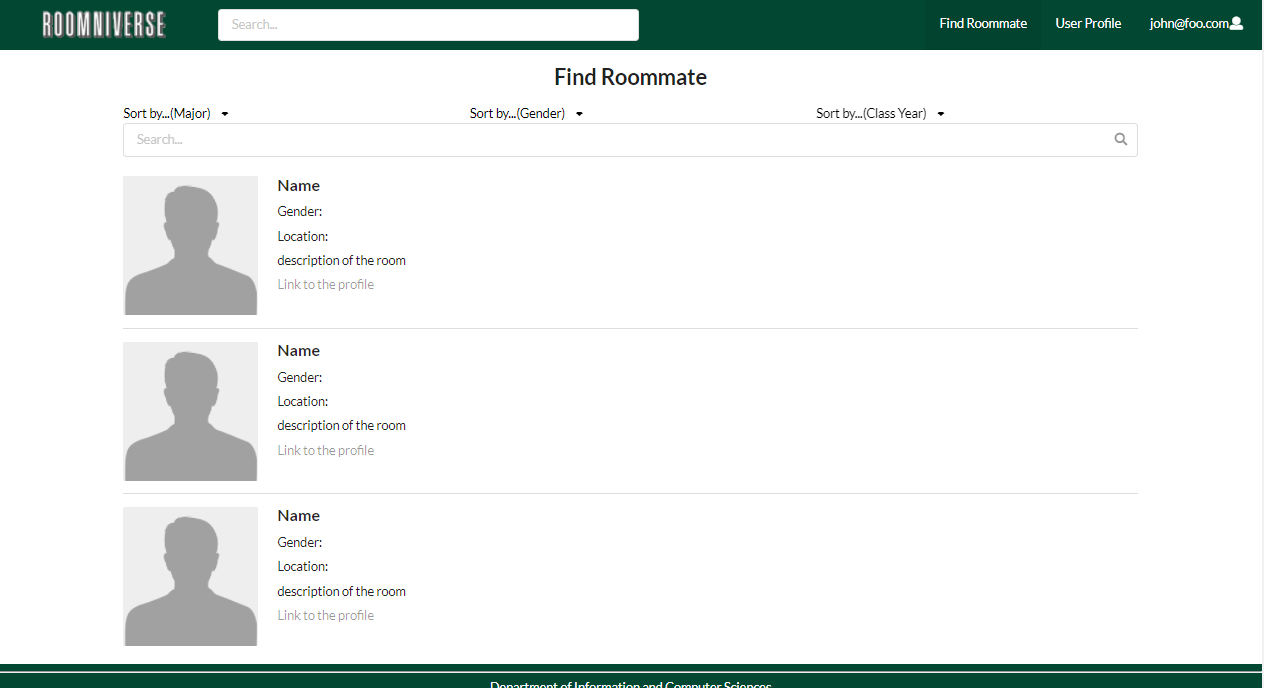 ROOMNIVERSE Search... Find Roommate User Profile john@foo.com
Find Roommate
Sort by...(Major) Sort by...(Gender) Sort by...(Class Year)
Search...
Name
Gender:
Location:
description of the room
Link to the profile
Name
Gender:
Location:
description of the room
Link to the profile
Name
Gender:
Location:
description of the room
Link to the profile
Department of Information and Computer Sciences